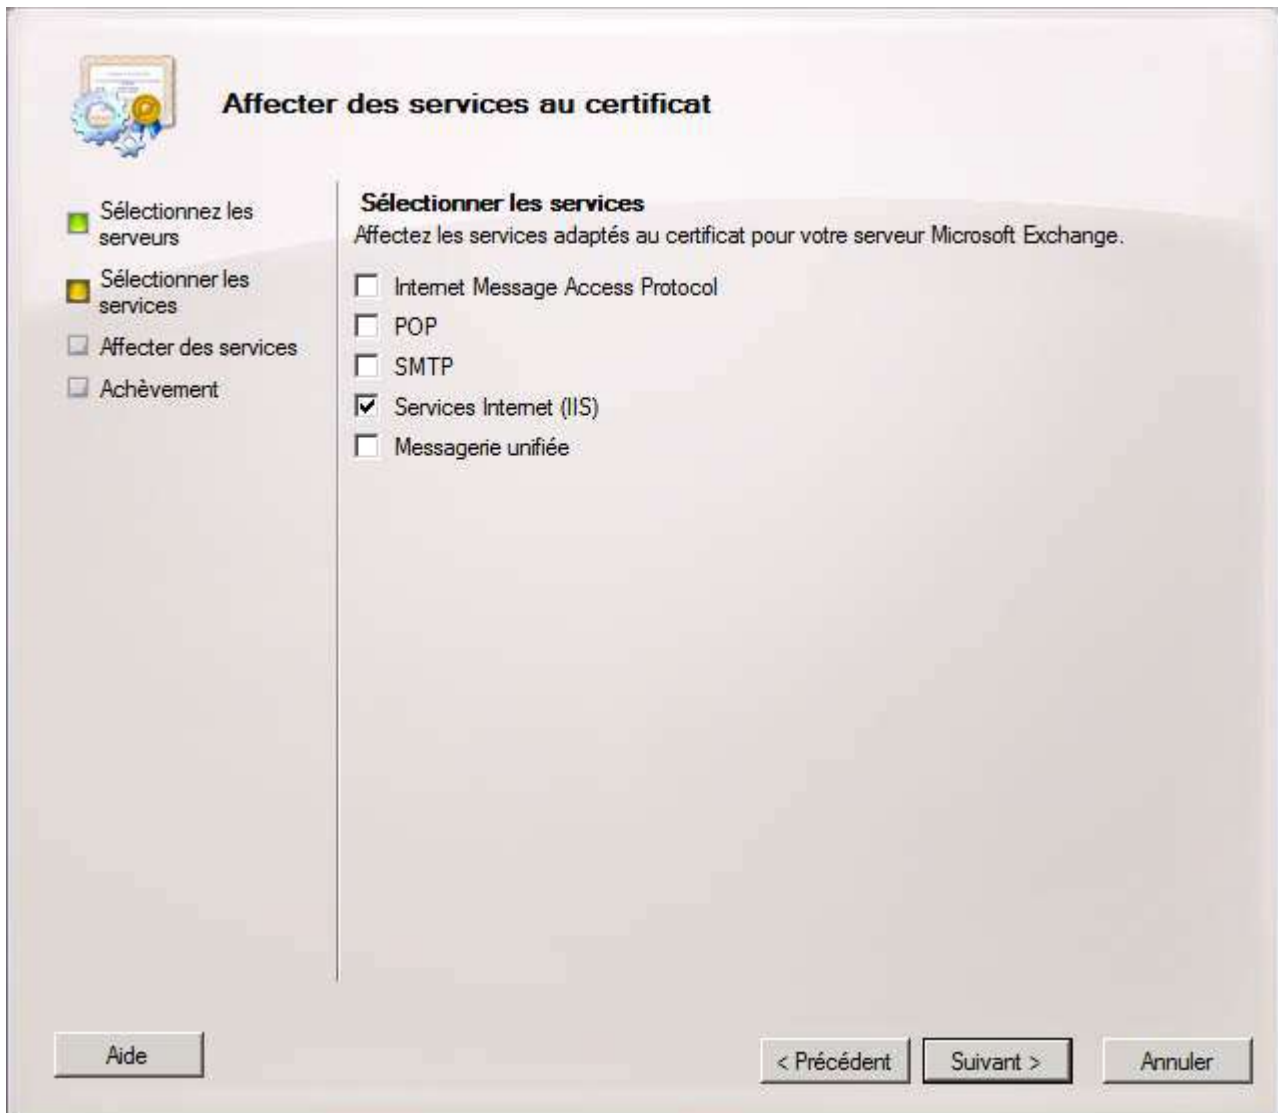 Affecter des services au certificat
Sélectionnez les
serveurs
Sélectionner les
services
Affecter des services
Achèvement
Sélectionner les services
Affectez les services adaptés au certificat pour votre serveur Microsoft Exchange.
Internet Message Access Protocol
POP
SMTP
Services Internet (IIS)
Messagerie unifiée
Aide
< Précédent
Suivant >
Annuler